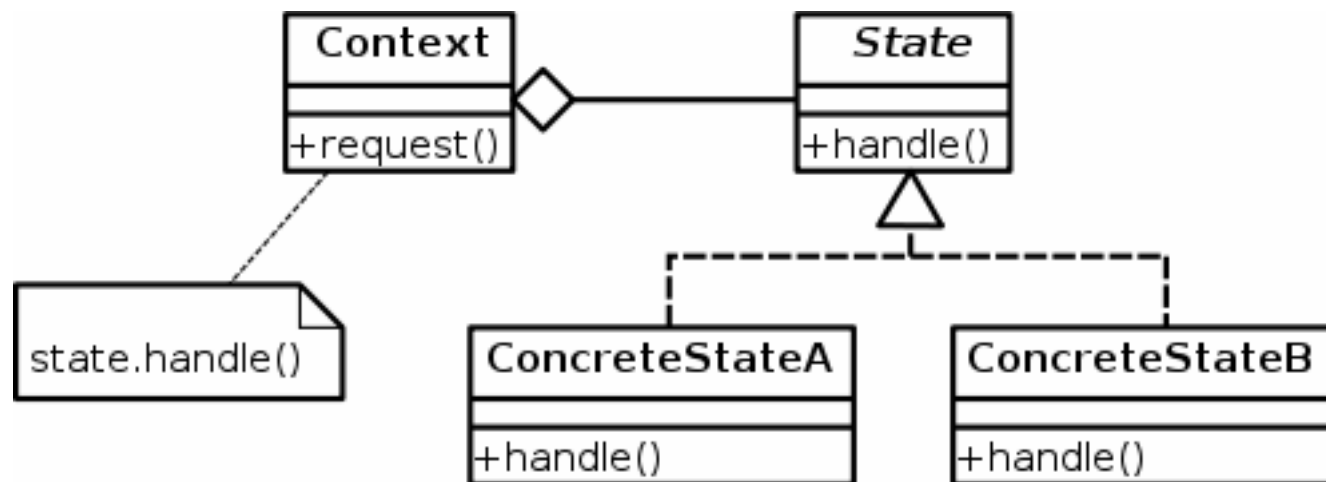 Context
+request()
State
+handle()
state.handle()
ConcreteStateA
+handle()
ConcreteStateB
+handle()